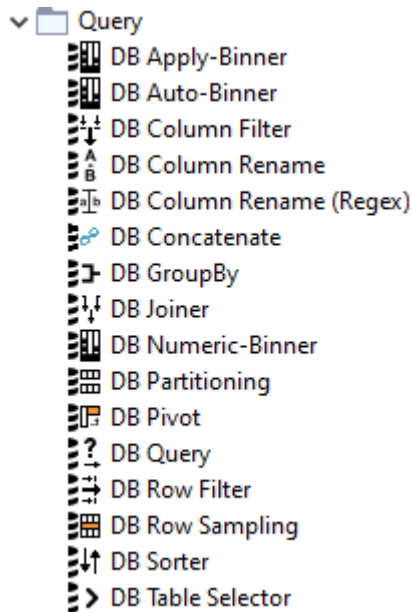 Query
DB Apply-Binner
DB Auto-Binner
DB Column Filter
DB Column Rename
DB Column Rename (Regex)
DB Concatenate
DB GroupBy
DB Joiner
DB Numeric-Binner
DB Partitioning
DB Pivot
DB Query
DB Row Filter
DB Row Sampling
DB Sorter
DB Table Selector